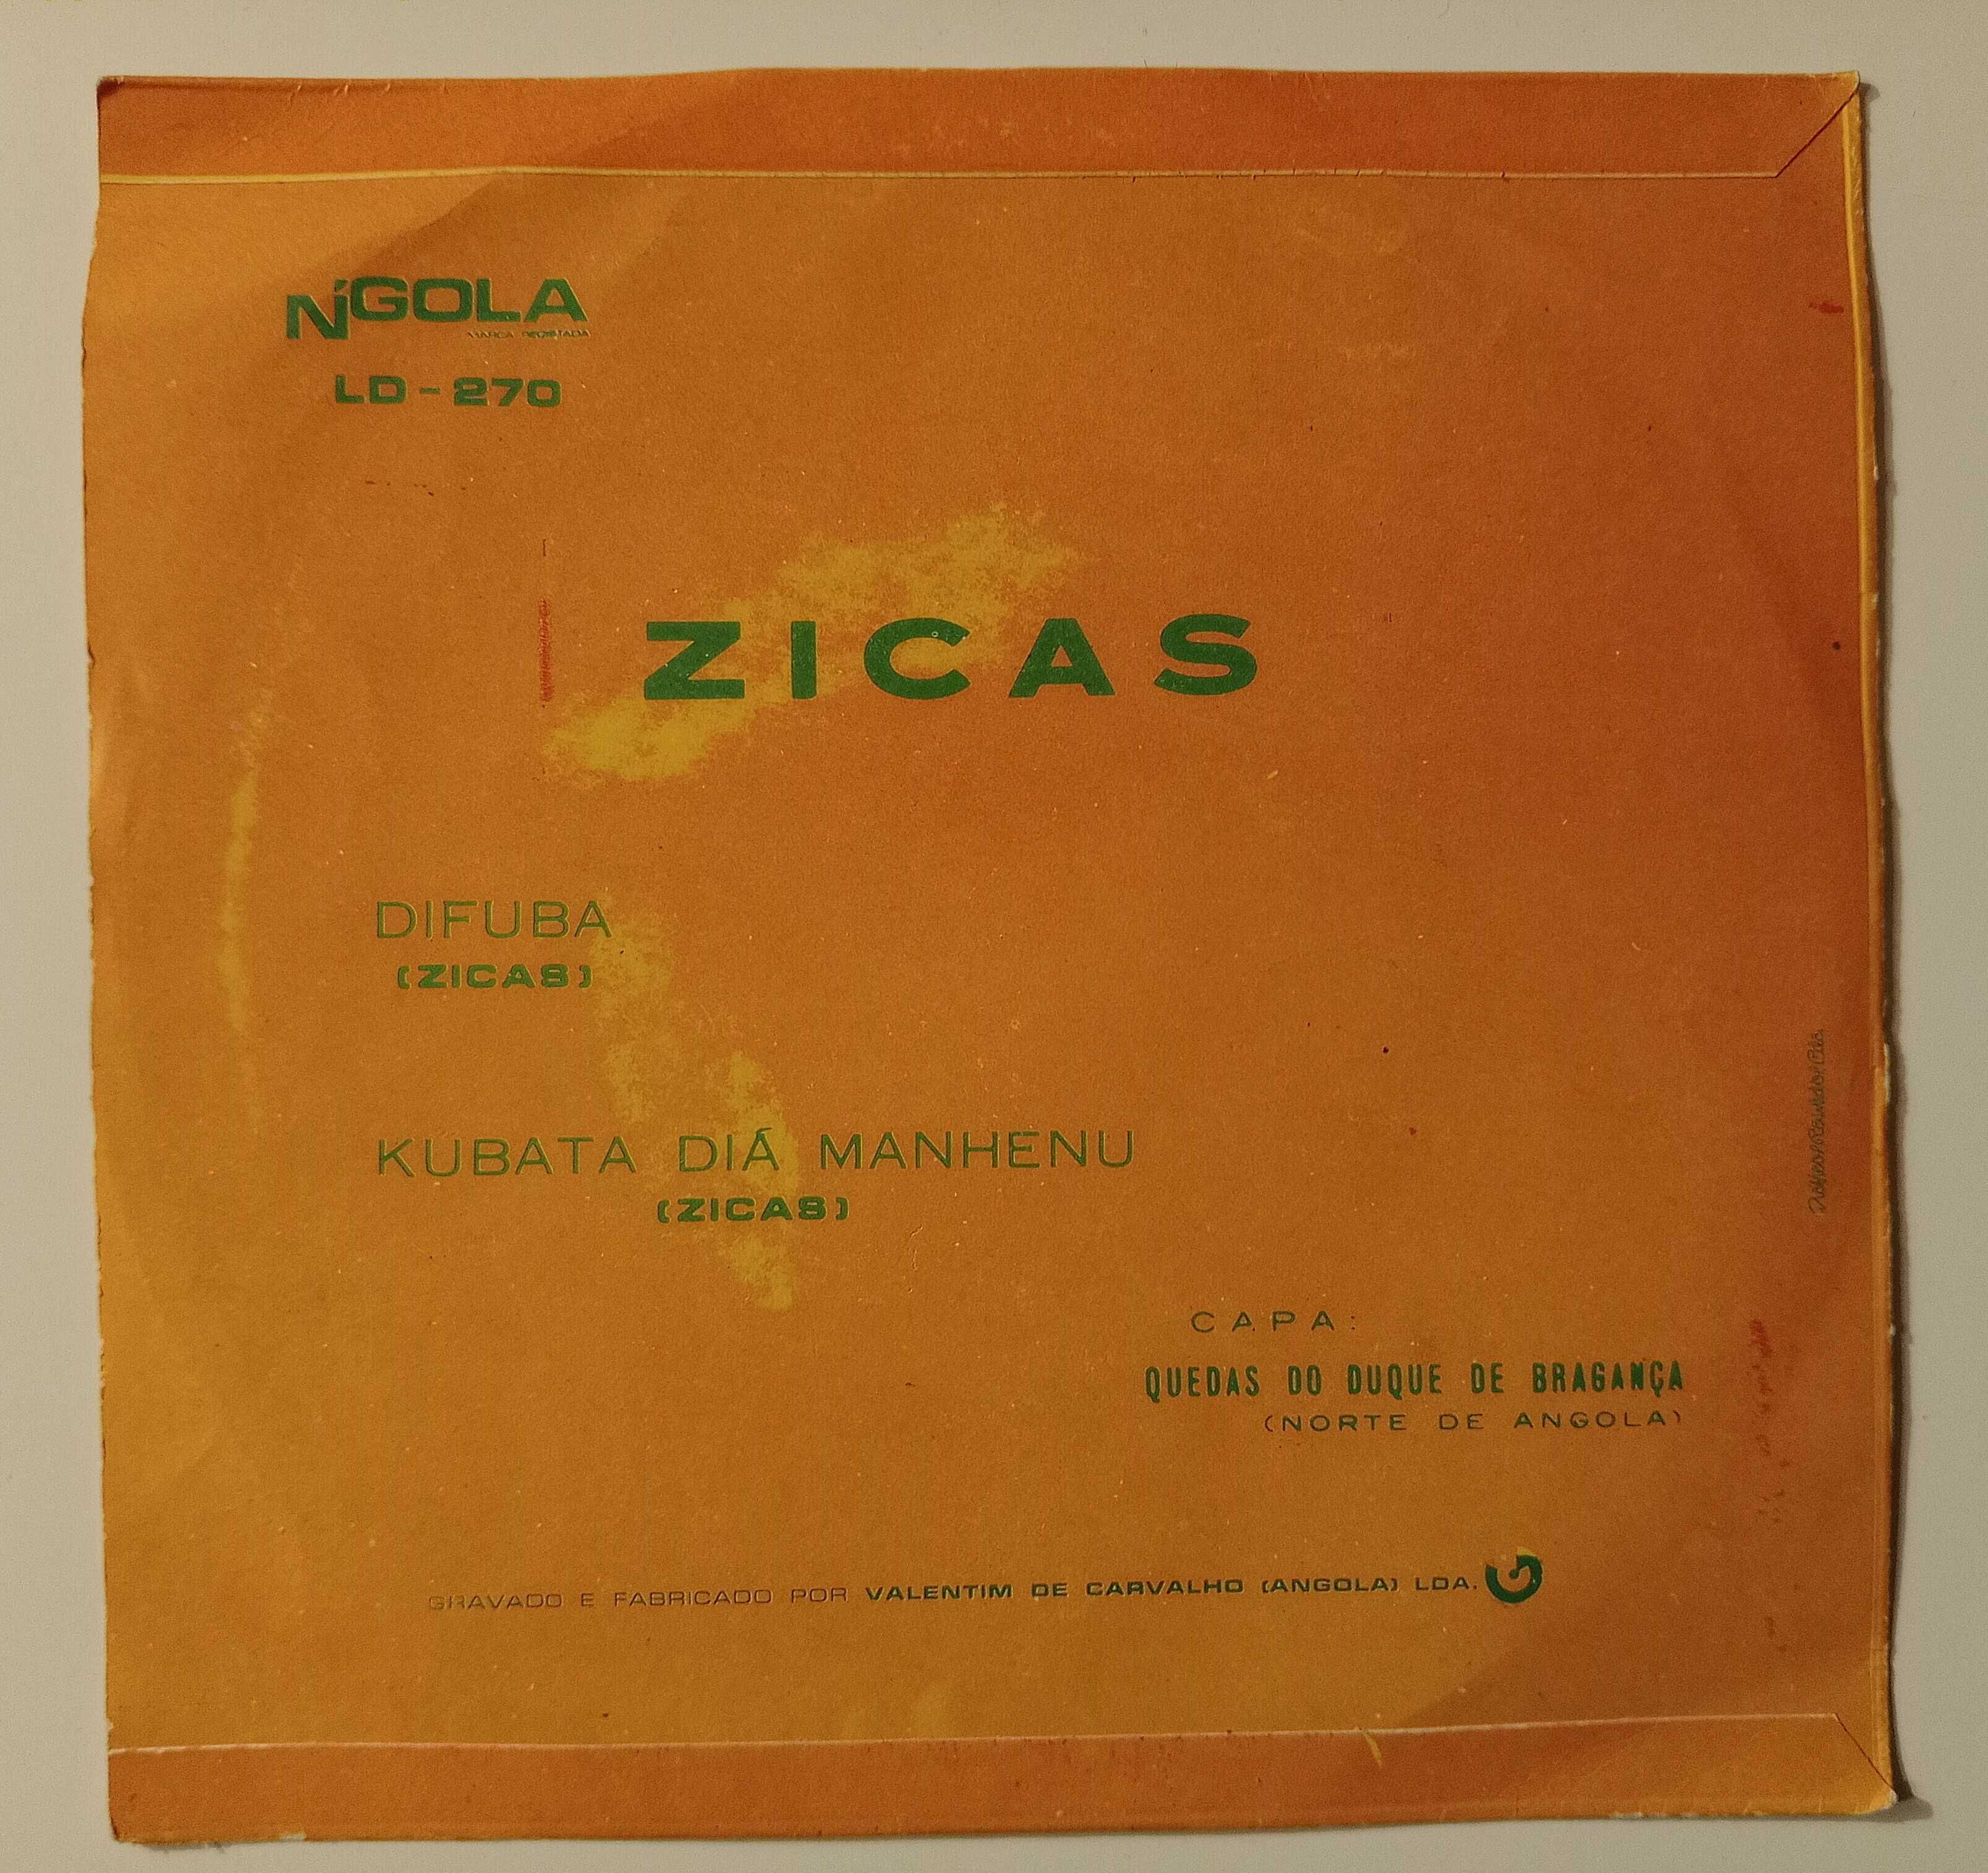 N'GOLA
MARCA REGISTADA
LD-270
ZICAS
DIFUBA
(ZICAS)
KUBATA DIÁ MANHENU
(ZICAS)
CAPA:
QUEDAS DO DUQUE DE BRAGANÇA
(NORTE DE ANGOLA)
GRAVADO E FABRICADO POR VALENTIM DE CARVALHO (ANGOLA) LDA.